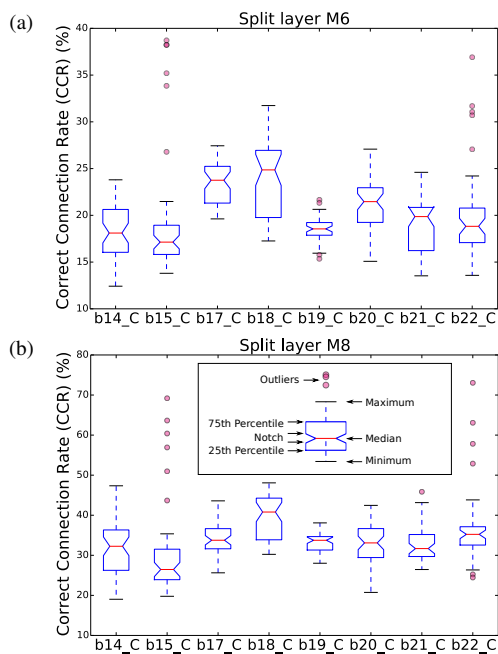 (a)
Split layer M6
Correct Connection Rate (CCR) (%)
40
35
30
25
20
15
10
b14_C b15_C b17_C b18_C b19_C b20_C b21_C b22_C
(b)
Split layer M8
Correct Connection Rate (CCR) (%)
80
70
60
50
40
30
20
10
Outliers
Maximum
75th Percentile
Notch
Median
25th Percentile
Minimum
b14_C b15_C b17_C b18_C b19_C b20_C b21_C b22_C